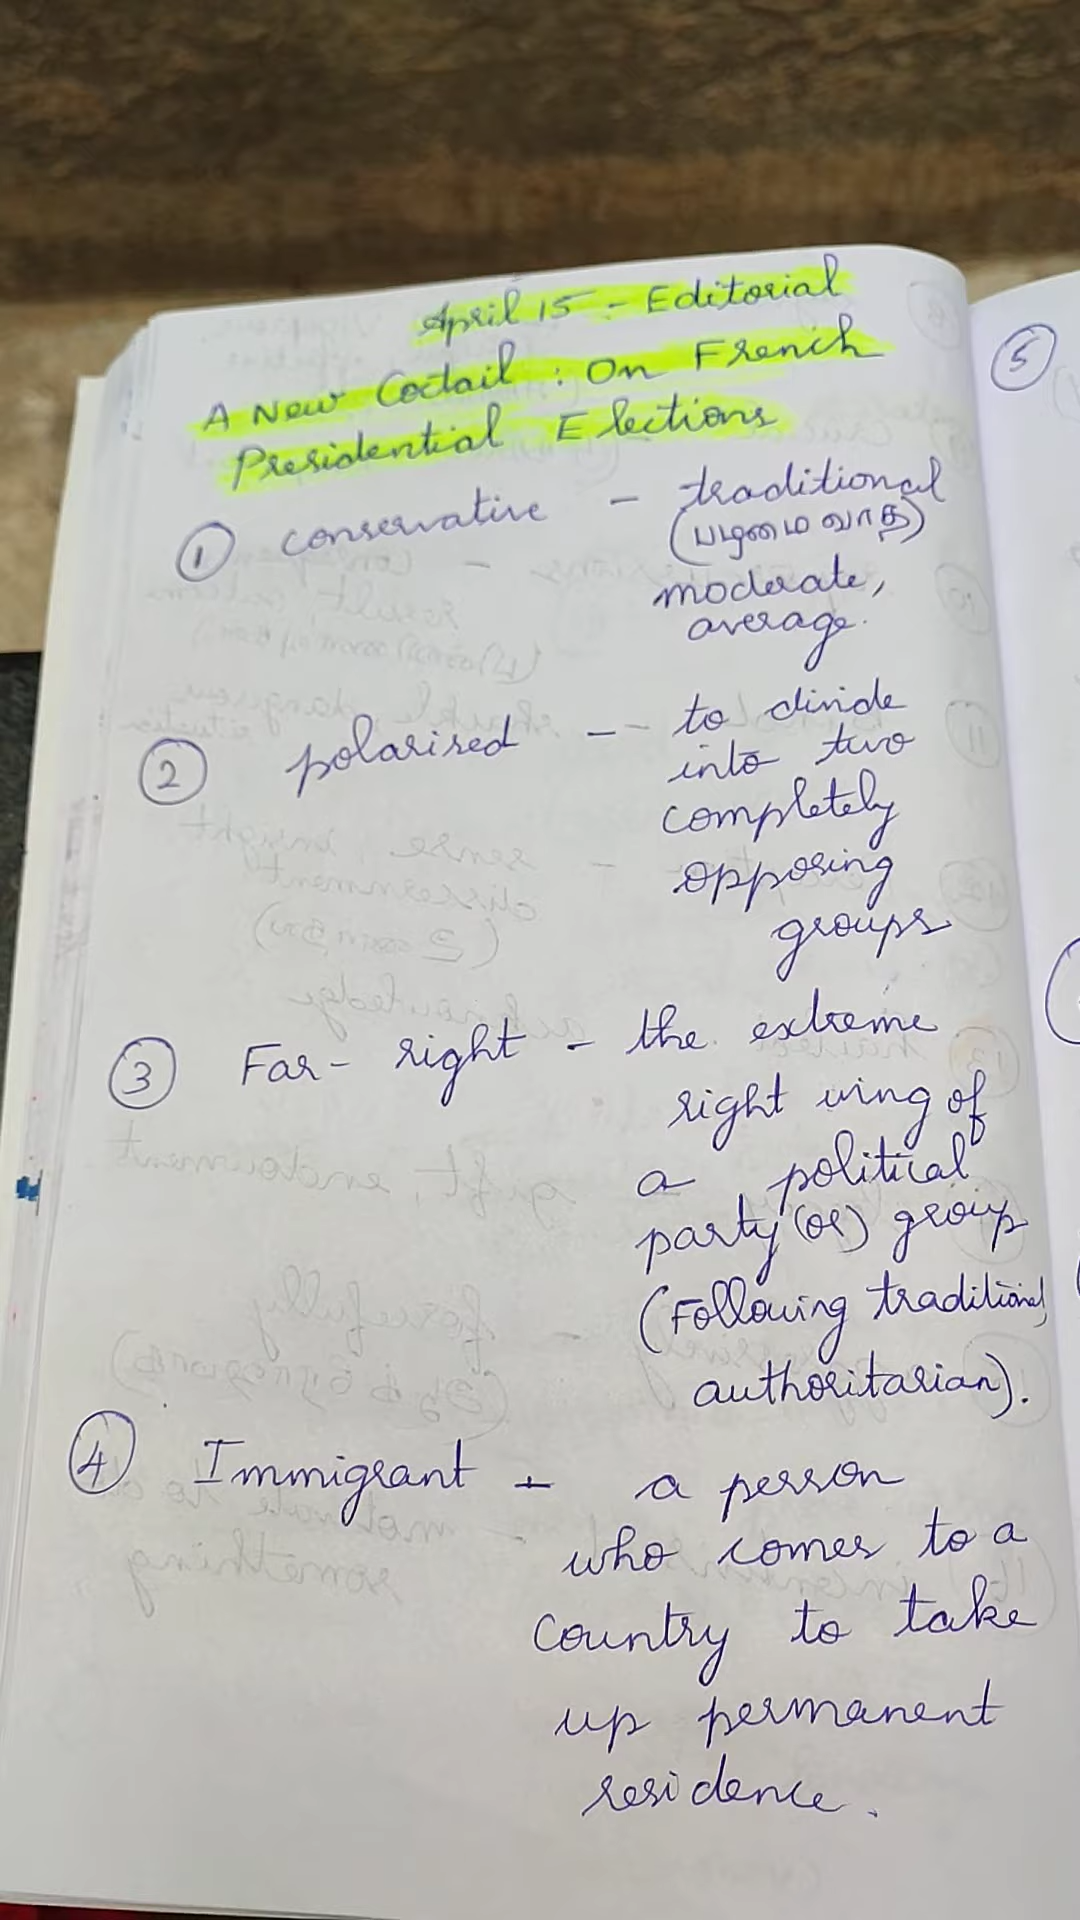 April 15 - Editorial
A New Coctail : On French
Presidential Elections
① conservative - traditional
(பழமைவாத)
moderate,
average.
② polarised -- to divide
into two
completely
opposing
groups
③ Far-right - the extreme
right wing of
a political
party (or) group
(Following traditional,
authoritarian).
④ Immigrant - a person
who comes to a
country to take
up permanent
residence.
⑤